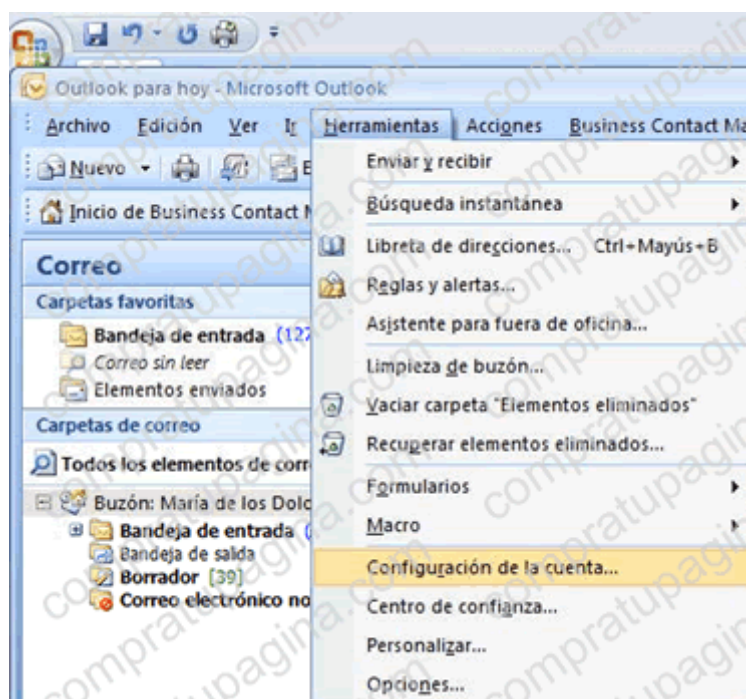 Outlook para hoy - Microsoft Outlook
Archivo Edición Ver Ir Herramientas Acciones Business Contact Ma
Nuevo E
Inicio de Business Contact M
Correo
Carpetas favoritas
Bandeja de entrada (127
Correo sin leer
Elementos enviados
Carpetas de correo
Todos los elementos de corr
Buzón: María de los Dolo
Bandeja de entrada (
Bandeja de salida
Borrador [39]
Correo electrónico no
Enviar y recibir
Búsqueda instantánea
Libreta de direcciones... Ctrl+Mayús+B
Reglas y alertas...
Asistente para fuera de oficina...
Limpieza de buzón...
Vaciar carpeta "Elementos eliminados"
Recuperar elementos eliminados...
Formularios
Macro
Configuración de la cuenta...
Centro de confianza...
Personalizar...
Opciones...
compratupagina.com